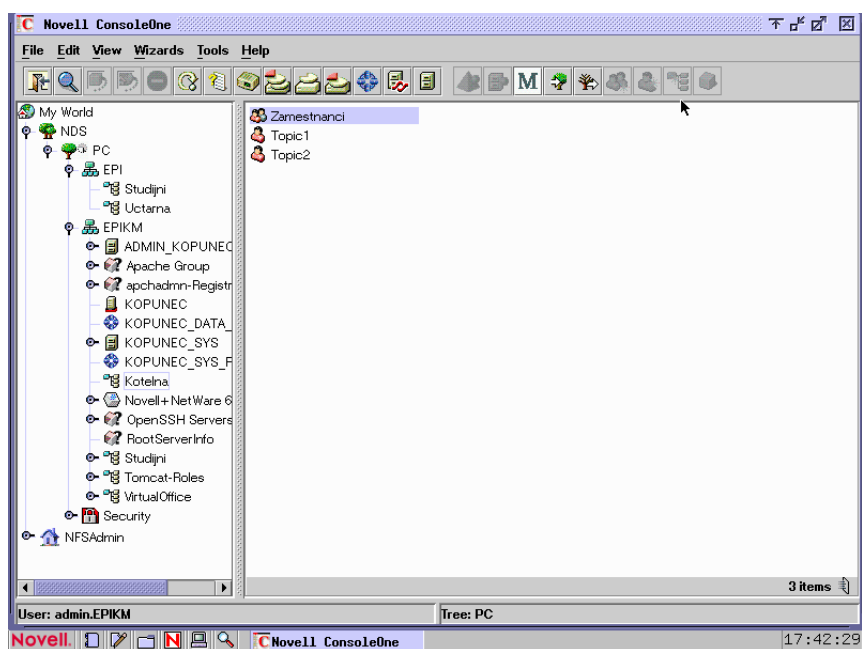 C Novell ConsoleOne
File Edit View Wizards Tools Help
M
My World
NDS
PC
EPI
Studijni
Uctarna
EPIKM
ADMIN_KOPUNEC
Apache Group
apchadmn-Registr
KOPUNEC
KOPUNEC_DATA_
KOPUNEC_SYS
KOPUNEC_SYS_F
Kotelna
Novell+NetWare 6
OpenSSH Servers
RootServerInfo
Studijni
Tomcat-Roles
VirtualOffice
Security
NFSAdmin
Zamestnanci
Topic1
Topic2
3 items
User: admin.EPIKM Tree: PC
Novell. N C Novell ConsoleOne 17:42:29